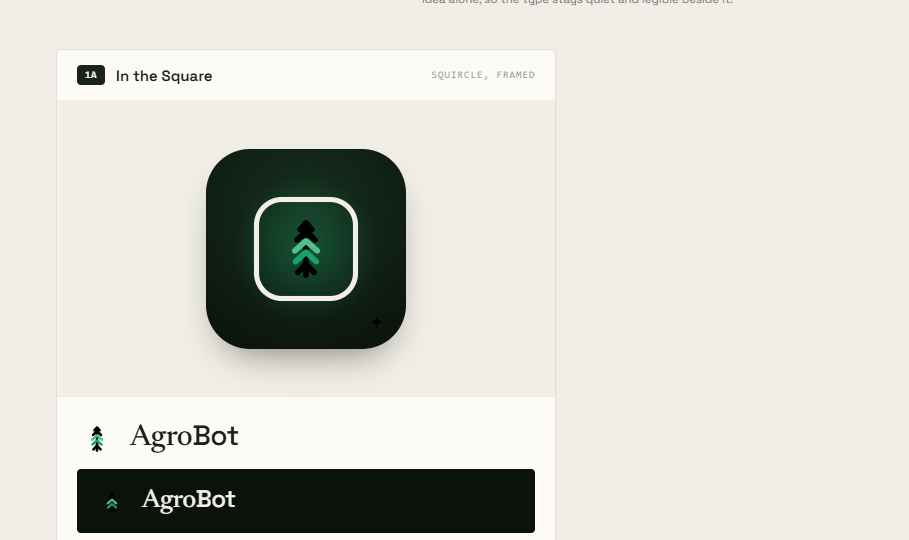 idea alone, so the type stays quiet and legible beside it.
1A In the Square SQUIRCLE, FRAMED
AgroBot
AgroBot